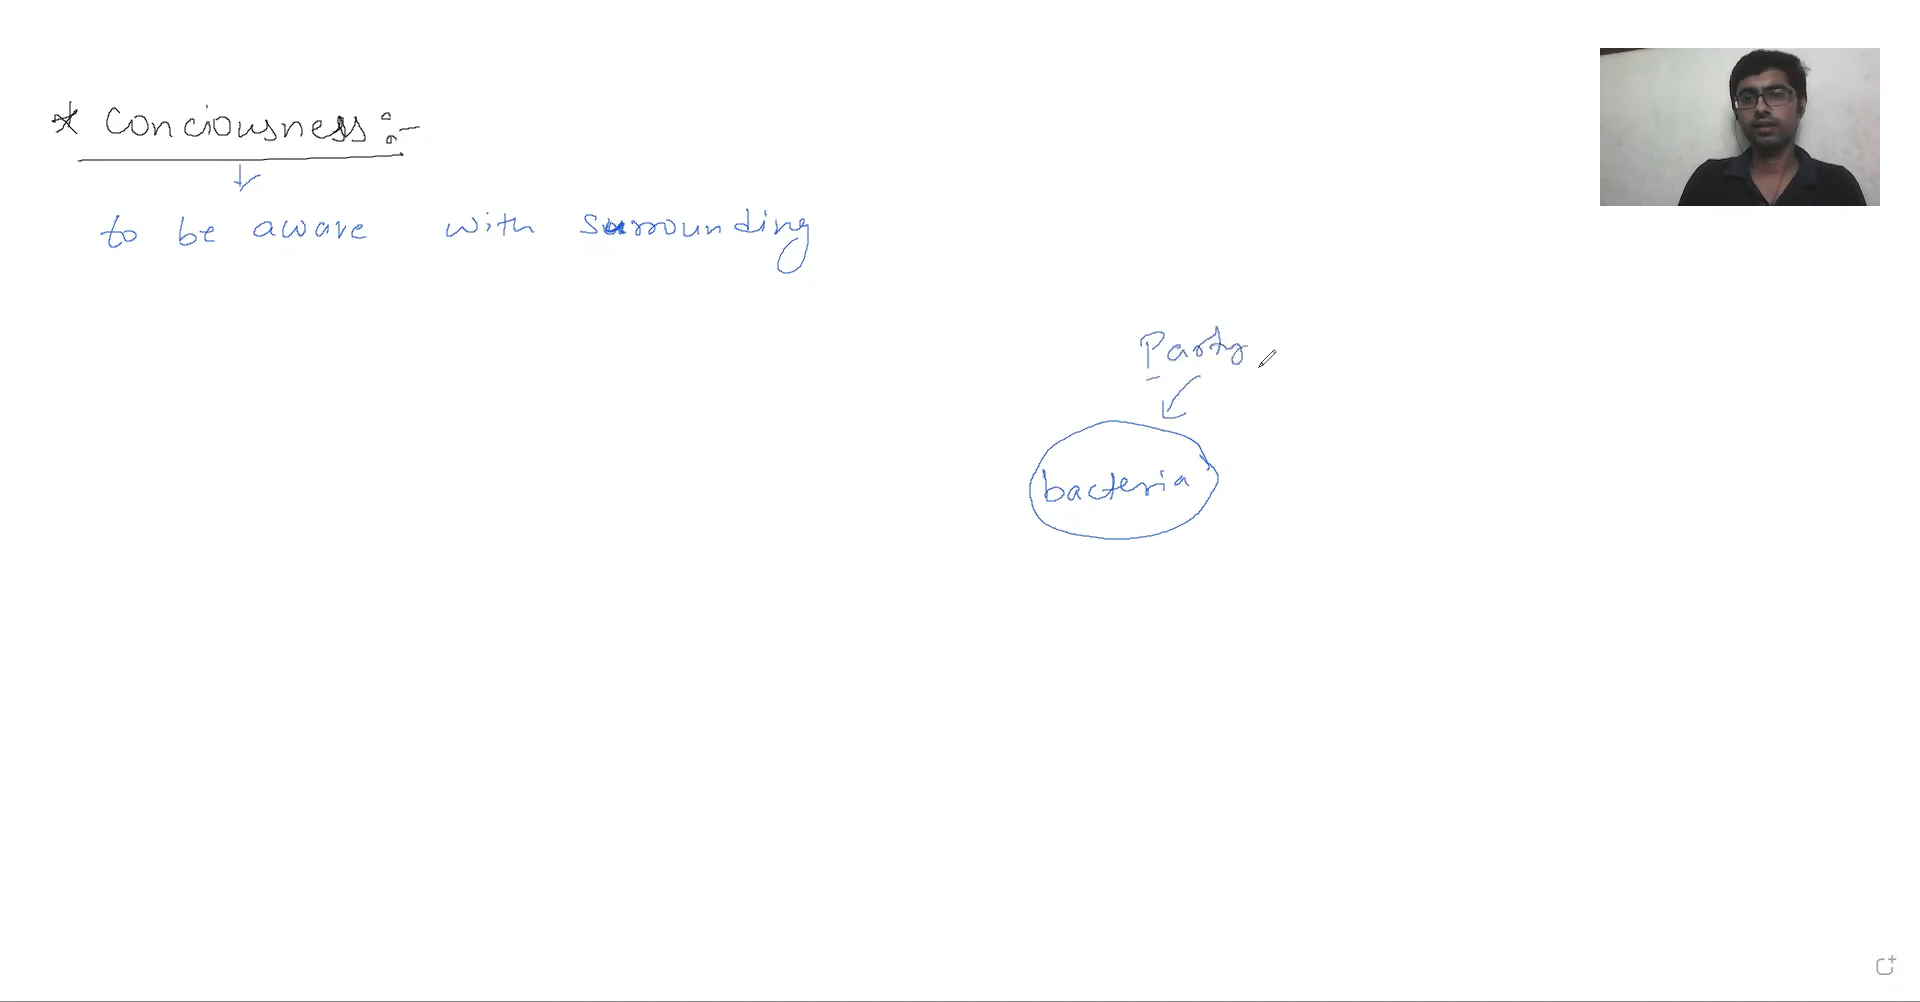 * Conciousness :-
to be aware with surrounding
Party
bacteria